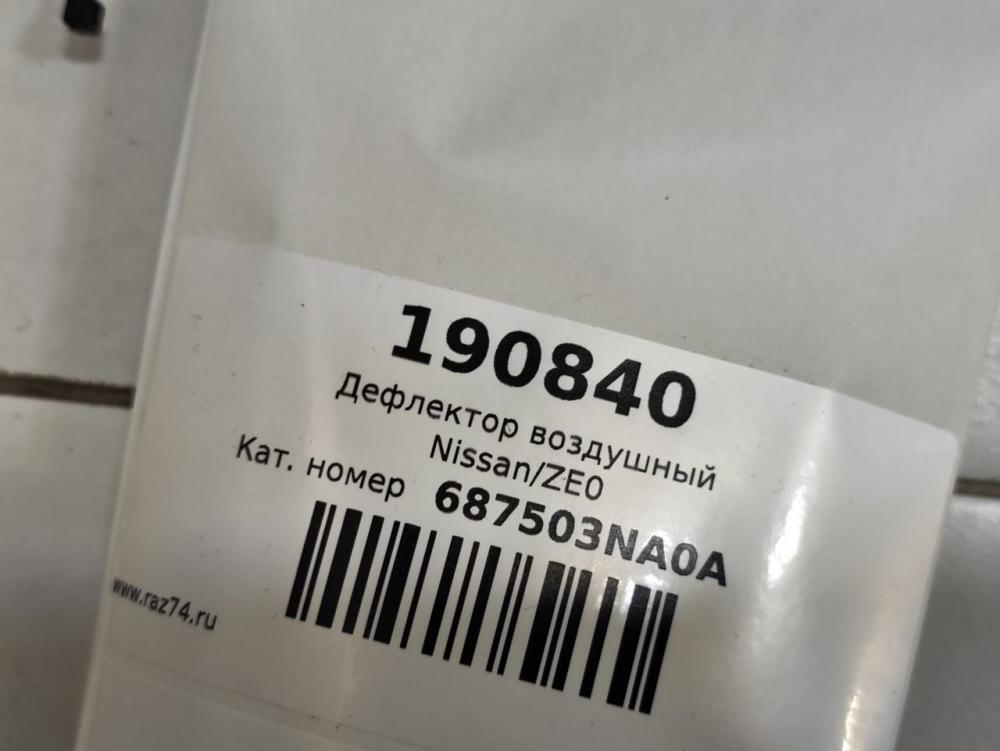 190840
Дефлектор воздушный
Nissan/ZE0
Кат. номер 687503NA0A
www.raz74.ru